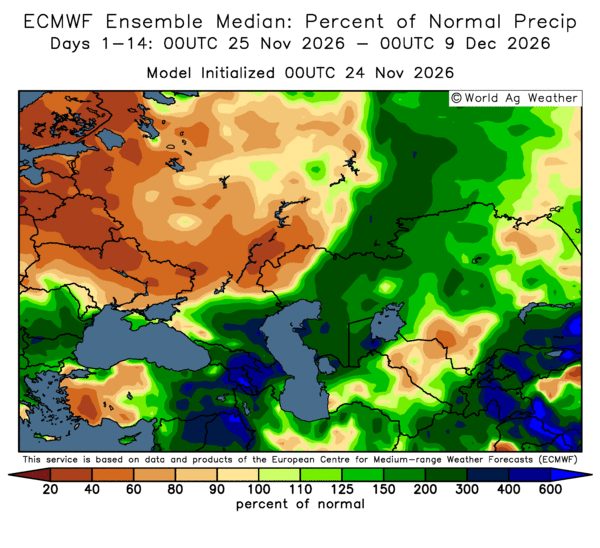 ECMWF Ensemble Median: Percent of Normal Precip
Days 1-14: 00UTC 25 Nov 2026 - 00UTC 9 Dec 2026
Model Initialized 00UTC 24 Nov 2026
©World Ag Weather
This service is based on data and products of the European Centre for Medium-range Weather Forecasts (ECMWF)
20 40 60 80 90 100 110 125 150 200 300 400 600
percent of normal